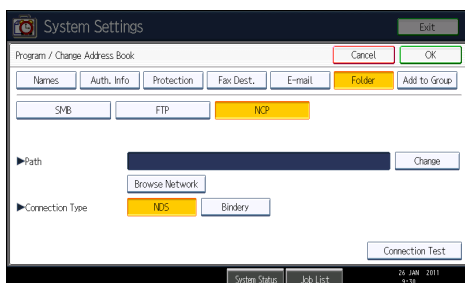 System Settings
Exit
Program / Change Address Book
Cancel
OK
Names
Auth. Info
Protection
Fax Dest.
E-mail
Folder
Add to Group
SMB
FTP
NCP
▶Path
Change
Browse Network
▶Connection Type
NDS
Bindery
Connection Test
System Status
Job List
26 JAN 2011
9:30